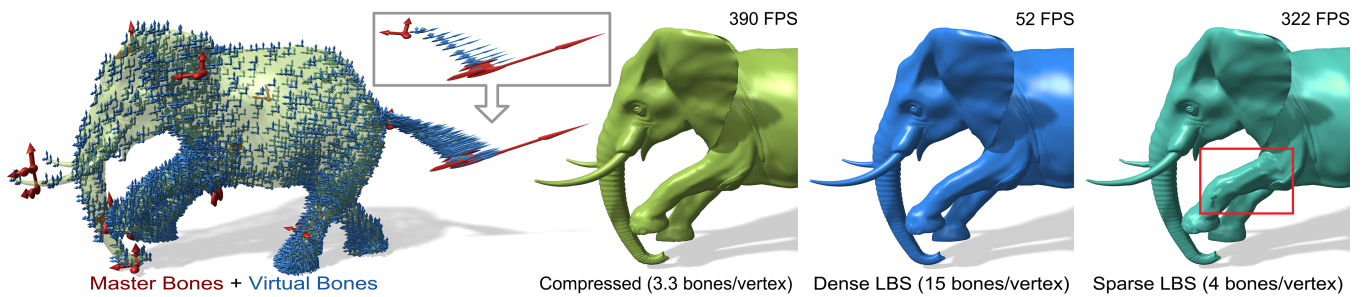 390 FPS
52 FPS
322 FPS
Master Bones + Virtual Bones
Compressed (3.3 bones/vertex)
Dense LBS (15 bones/vertex)
Sparse LBS (4 bones/vertex)